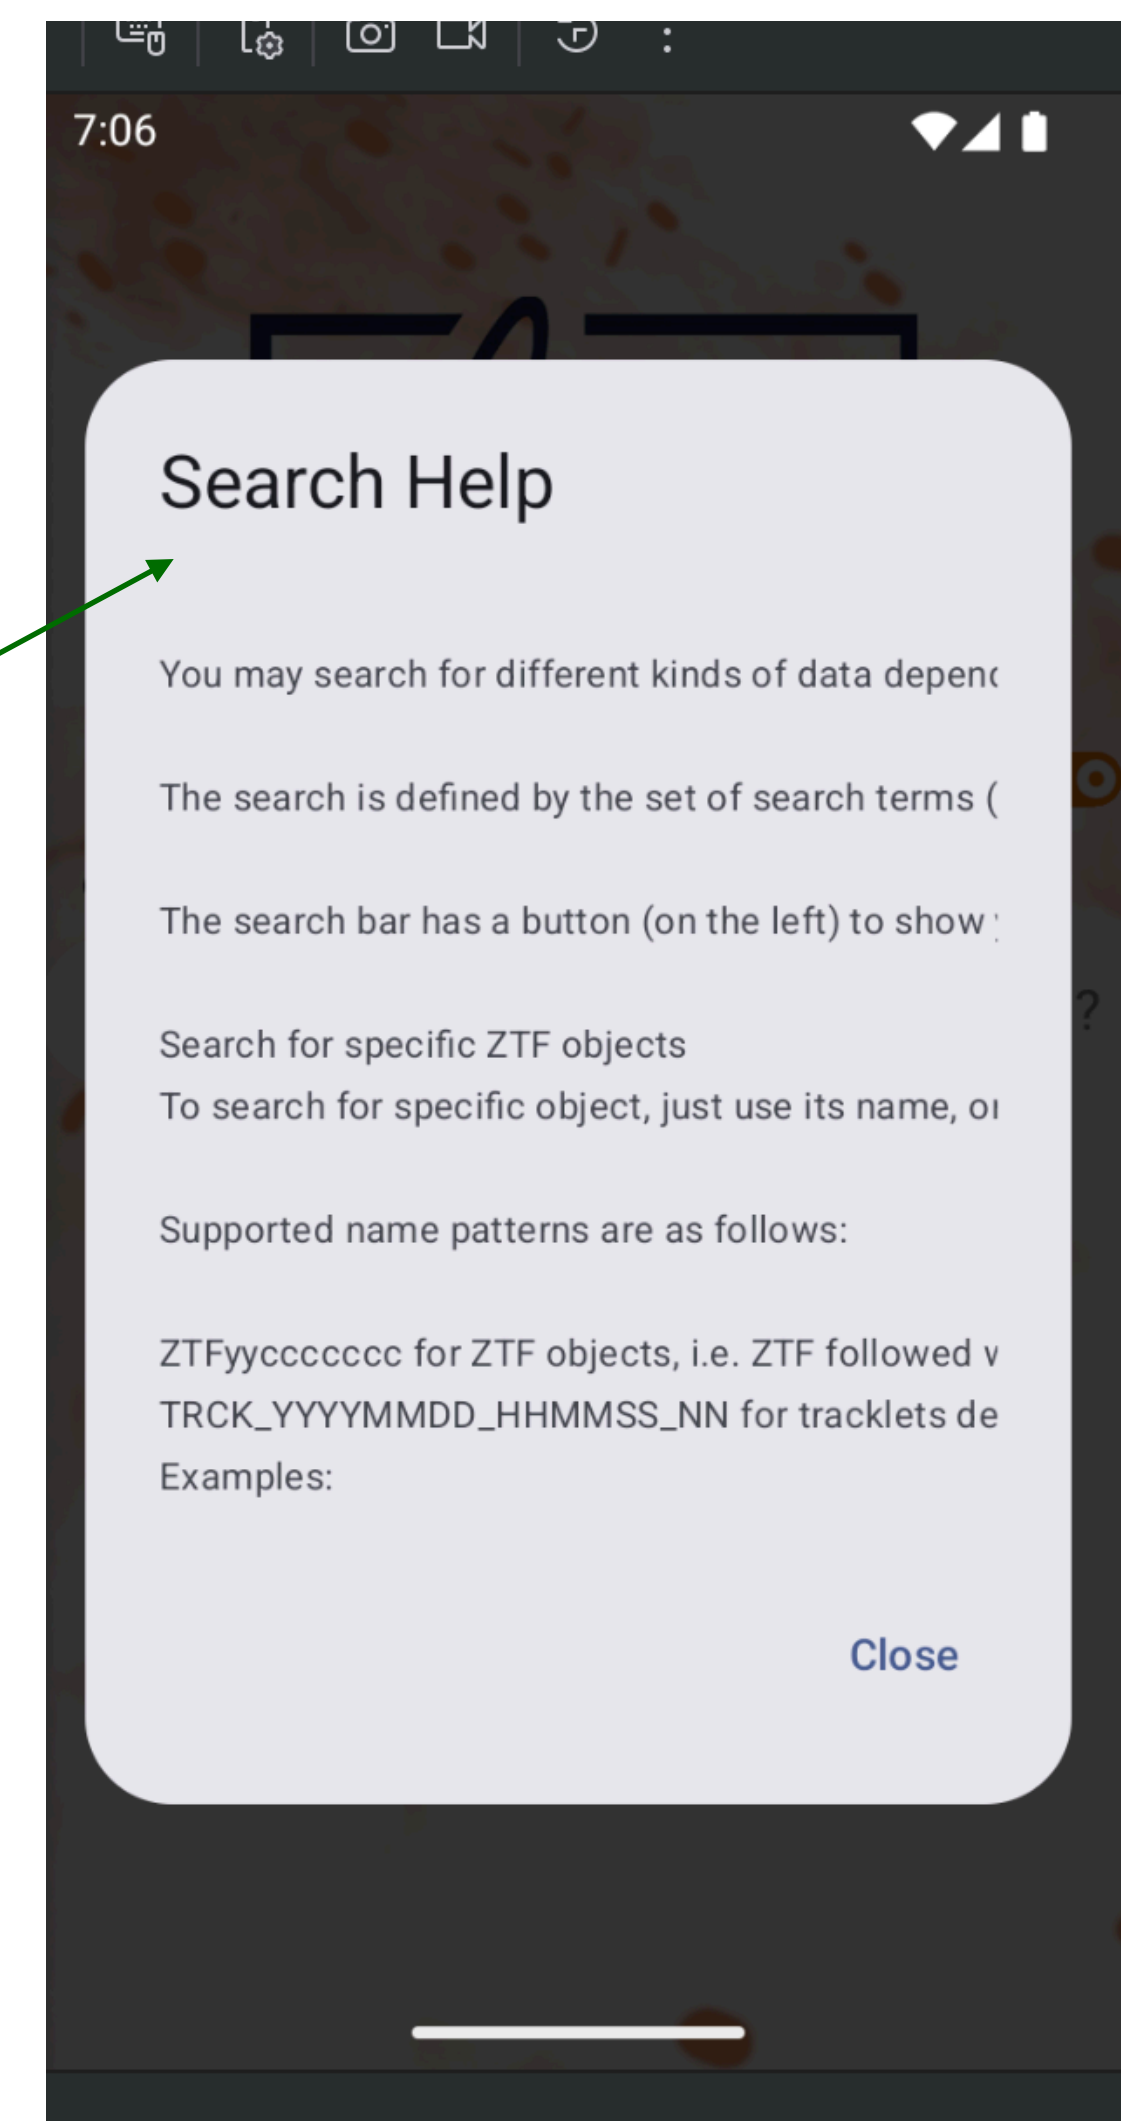 7:06
Search Help
You may search for different kinds of data depend
The search is defined by the set of search terms (
The search bar has a button (on the left) to show
Search for specific ZTF objects
To search for specific object, just use its name, or
Supported name patterns are as follows:
ZTFyyccccccc for ZTF objects, i.e. ZTF followed w
TRCK_YYYYMMDD_HHMMSS_NN for tracklets de
Examples:
Close
?